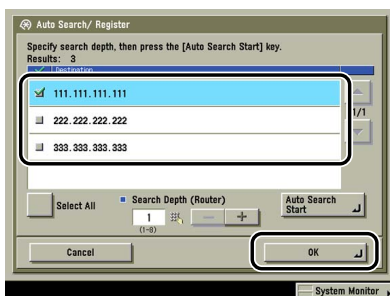 Auto Search/ Register
Specify search depth, then press the [Auto Search Start] key.
Results: 3
Destination
111.111.111.111
222.222.222.222
333.333.333.333
1/1
Select All
Search Depth (Router)
1
(1-8)
Auto Search
Start
Cancel
OK
System Monitor